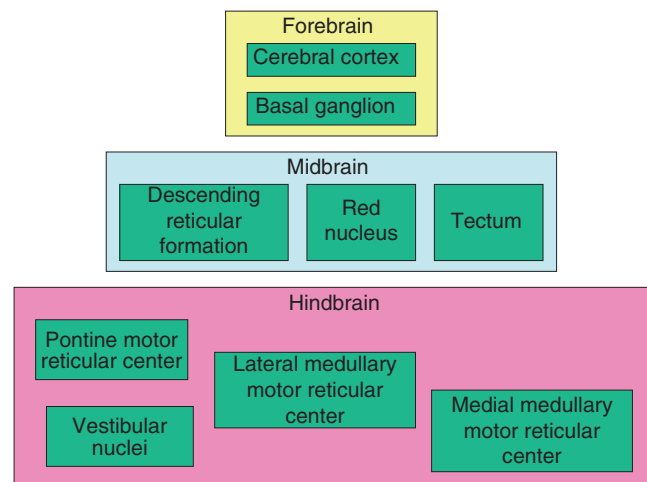 Forebrain
Cerebral cortex
Basal ganglion
Midbrain
Descending
reticular
formation
Red
nucleus
Tectum
Hindbrain
Pontine motor
reticular center
Lateral medullary
motor reticular
center
Vestibular
nuclei
Medial medullary
motor reticular
center